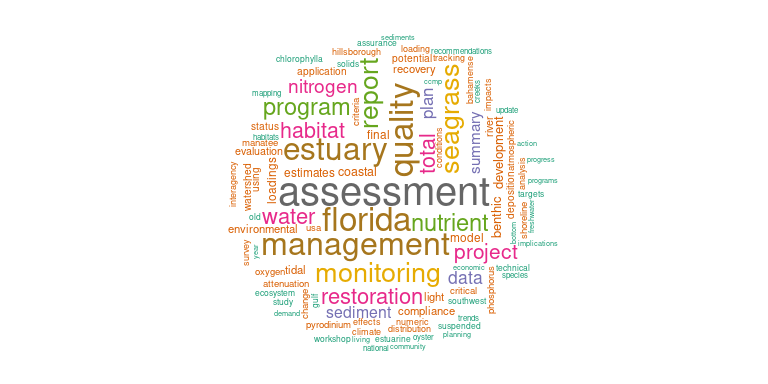 sediments
assurance
hillsborough
loading
recommendations
chlorophylla
solids
potential
tracking
application
recovery
ccmp
bahamense
creeks
impacts
nitrogen
report
quality
plan
seagrass
mapping
program
criteria
update
status
habitat
final
total
conditions
summary
river
development
atmospheric
action
habitats
manatee
evaluation
estuary
progress
interagency
watershed
using
loadings
estimates
coastal
analysis
programs
assessment
deposition
targets
benthic
shoreline
freshwater
old
water
florida
nutrient
environmental
usa
bottom
survey
year
management
model
implications
project
oxygen
tidal
monitoring
economic
technical
data
species
attenuation
phosphorus
ecosystem
study
change
gulf
restoration
light
critical
southwest
demand
sediment
compliance
trends
pyrodinium
effects
numeric
suspended
climate
distribution
planning
workshop
living
estuarine
oyster
national
community